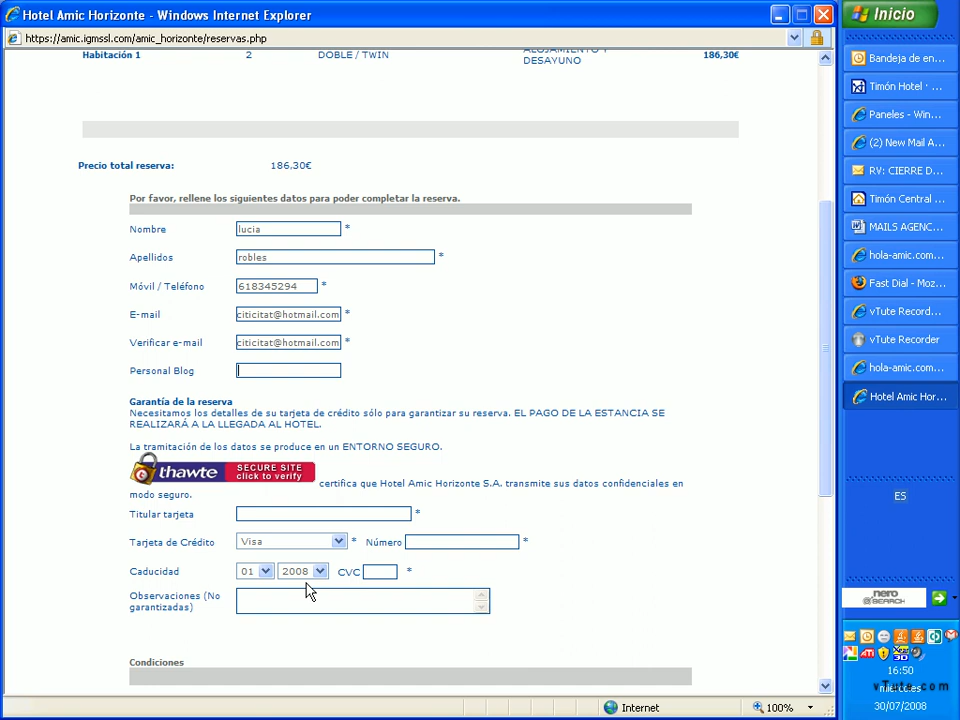 Hotel Amic Horizonte - Windows Internet Explorer
https://amic.igmssl.com/amic_horizonte/reservas.php
Habitación 1 2 DOBLE / TWIN ALOJAMIENTO Y DESAYUNO 186,30€
Precio total reserva: 186,30€
Por favor, rellene los siguientes datos para poder completar la reserva.
Nombre lucia *
Apellidos robles *
Móvil / Teléfono 618345294 *
E-mail citicitat@hotmail.com *
Verificar e-mail citicitat@hotmail.com *
Personal Blog
Garantía de la reserva
Necesitamos los detalles de su tarjeta de crédito sólo para garantizar su reserva. EL PAGO DE LA ESTANCIA SE
REALIZARÁ A LA LLEGADA AL HOTEL.
La tramitación de los datos se produce en un ENTORNO SEGURO.
thawte SECURE SITE
click to verify
certifica que Hotel Amic Horizonte S.A. transmite sus datos confidenciales en
modo seguro.
Titular tarjeta *
Tarjeta de Crédito Visa * Número *
Caducidad 01 2008 CVC *
Observaciones (No
garantizadas)
Condiciones
Internet 100%
Inicio
Bandeja de en...
Timón Hotel · ...
Paneles - Win...
(2) New Mail A...
RV: CIERRE D...
Timón Central ...
MAILS AGENC...
hola-amic.com...
Fast Dial - Moz...
vTute Record...
vTute Recorder
hola-amic.com...
Hotel Amic Hor...
ES
nero
SEARCH
16:50
miércoles
vTute.com
30/07/2008